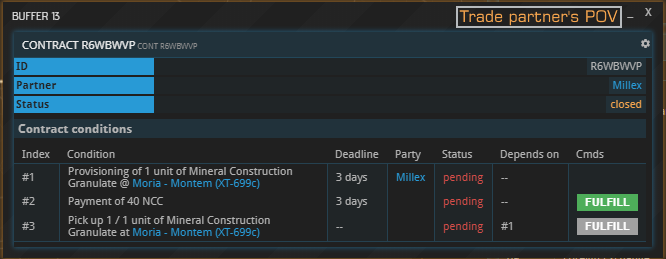 BUFFER 13
Trade partner's POV
– X
CONTRACT R6WBWVP CONT R6WBWVP
ID R6WBWVP
Partner Millex
Status closed
Contract conditions
Index Condition Deadline Party Status Depends on Cmds
#1 Provisioning of 1 unit of Mineral Construction
Granulate @ Moria - Montem (XT-699c) 3 days Millex pending --
#2 Payment of 40 NCC 3 days pending -- FULFILL
#3 Pick up 1 / 1 unit of Mineral Construction
Granulate at Moria - Montem (XT-699c) -- pending #1 FULFILL